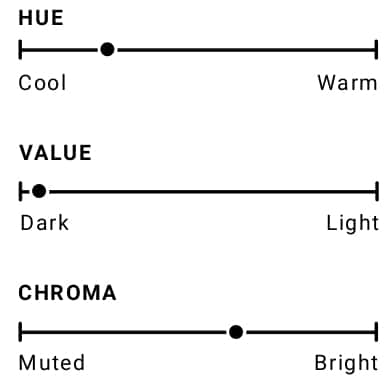 HUE
Cool Warm
VALUE
Dark Light
CHROMA
Muted Bright